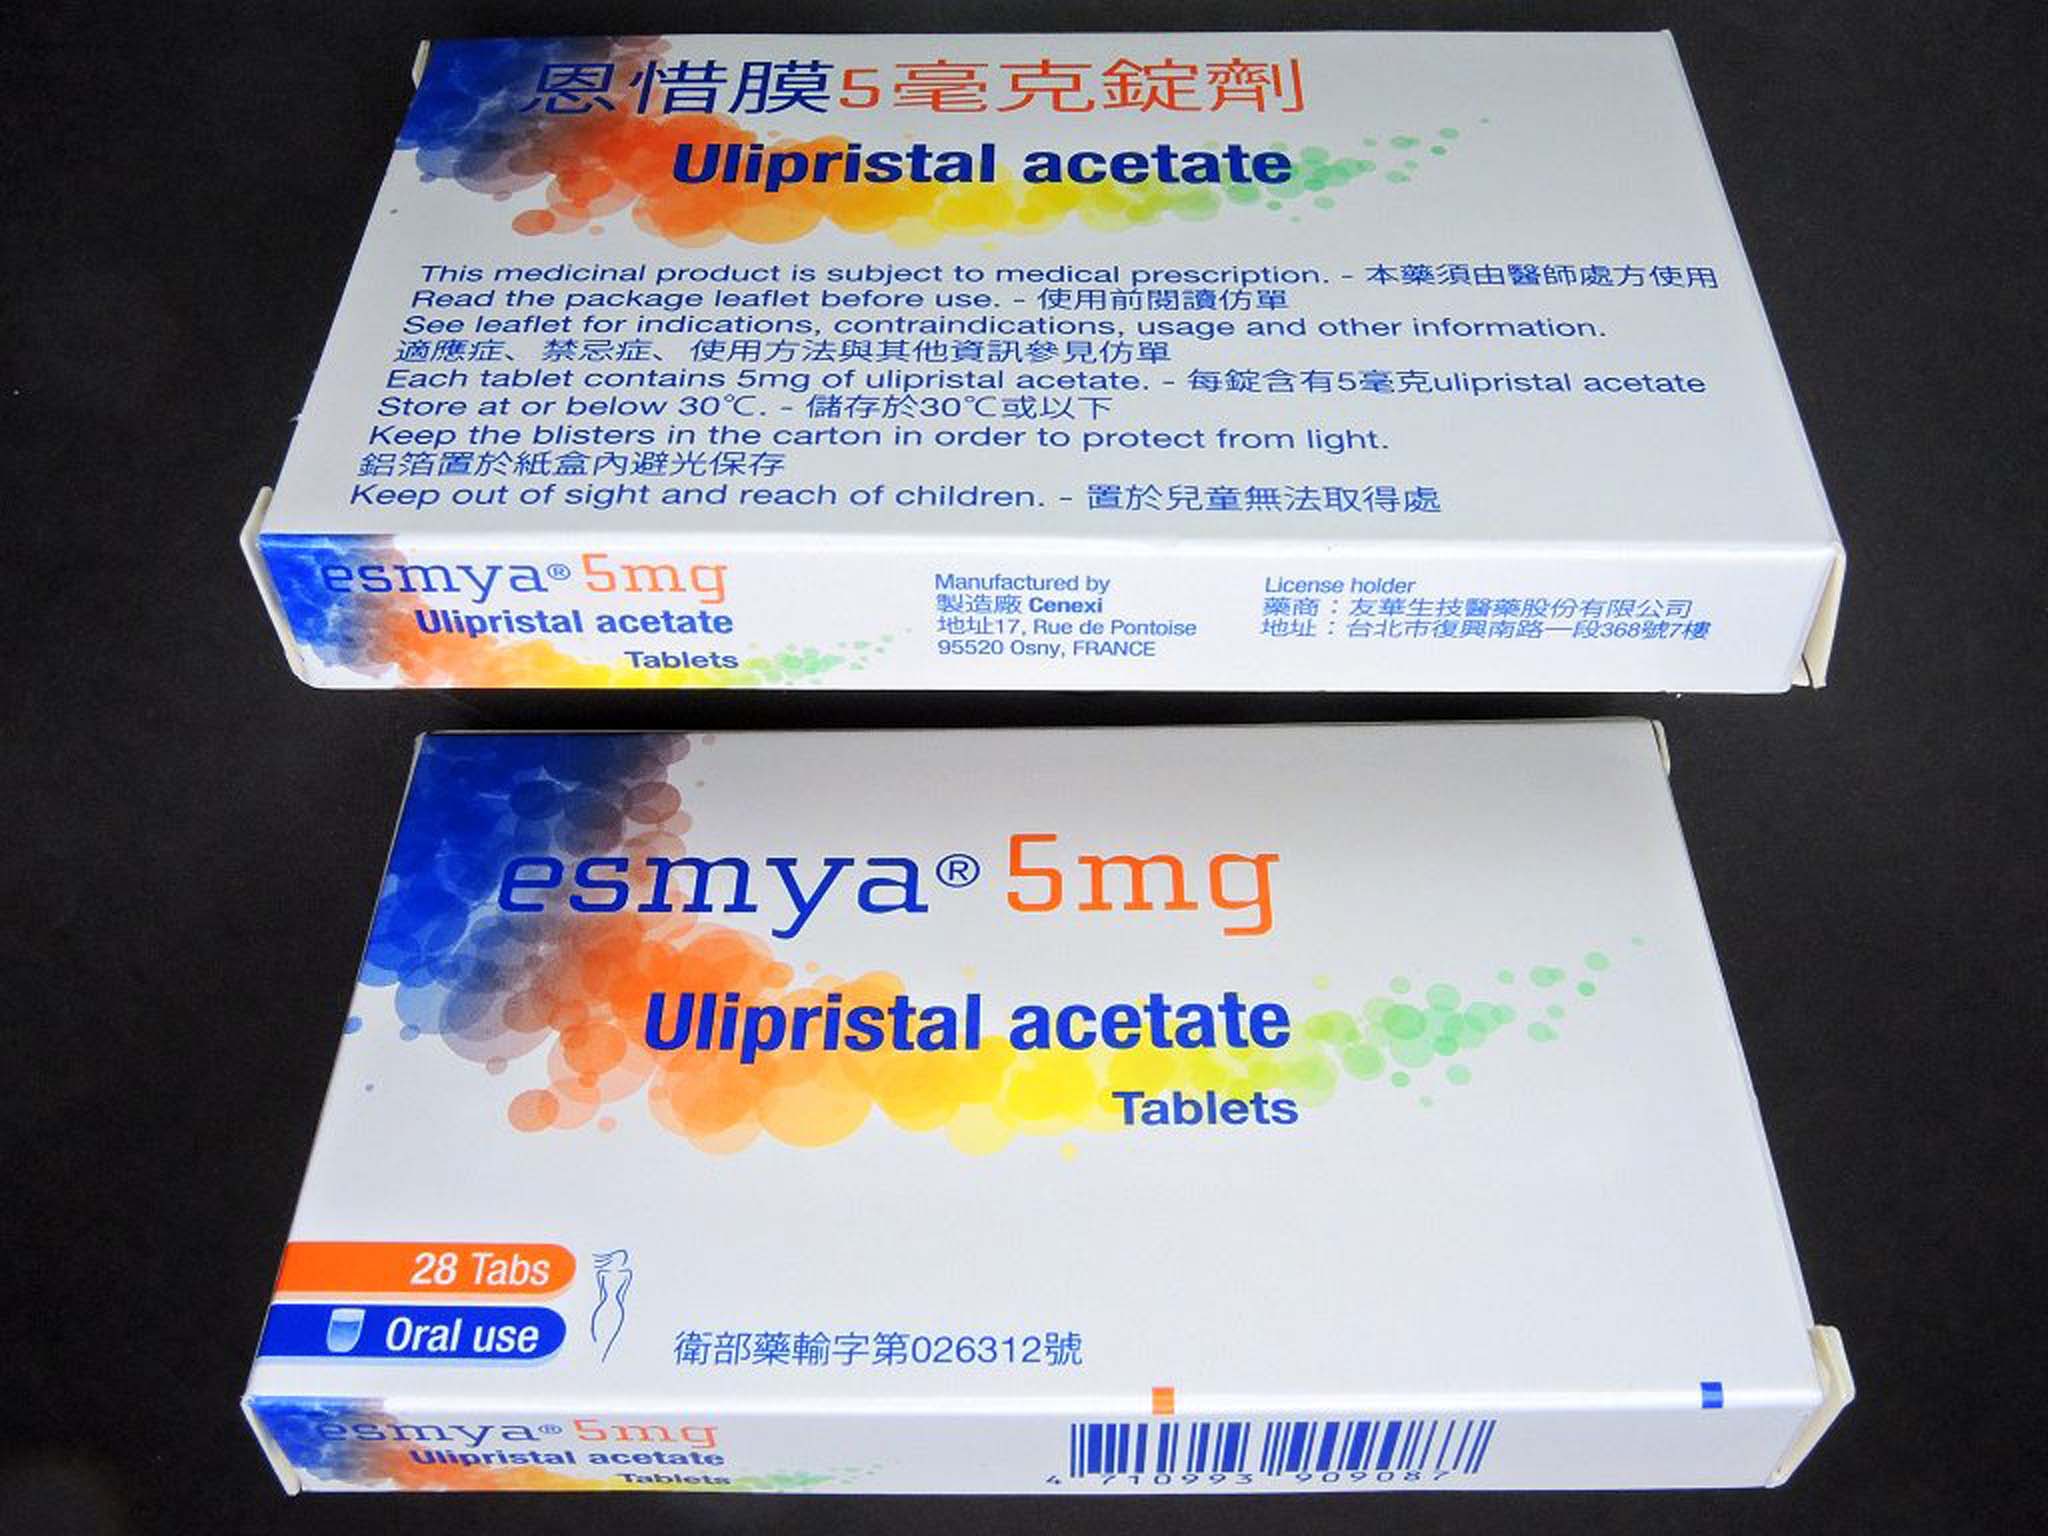 恩惜膜5毫克錠劑
Ulipristal acetate
This medicinal product is subject to medical prescription. - 本藥須由醫師處方使用
Read the package leaflet before use. - 使用前閱讀仿單
See leaflet for indications, contraindications, usage and other information.
適應症、禁忌症、使用方法與其他資訊參見仿單
Each tablet contains 5mg of ulipristal acetate. - 每錠含有5毫克ulipristal acetate
Store at or below 30℃. - 儲存於30℃或以下
Keep the blisters in the carton in order to protect from light.
鋁箔置於紙盒內避光保存
Keep out of sight and reach of children. - 置於兒童無法取得處
esmya® 5mg
Ulipristal acetate
Tablets
Manufactured by
製造廠 Cenexi
地址17, Rue de Pontoise
95520 Osny, FRANCE
License holder
藥商：友華生技醫藥股份有限公司
地址：台北市復興南路一段368號7樓
esmya® 5mg
Ulipristal acetate
Tablets
28 Tabs
Oral use
衛部藥輸字第026312號
esmya® 5mg
Ulipristal acetate
Tablets
4 710993 909087